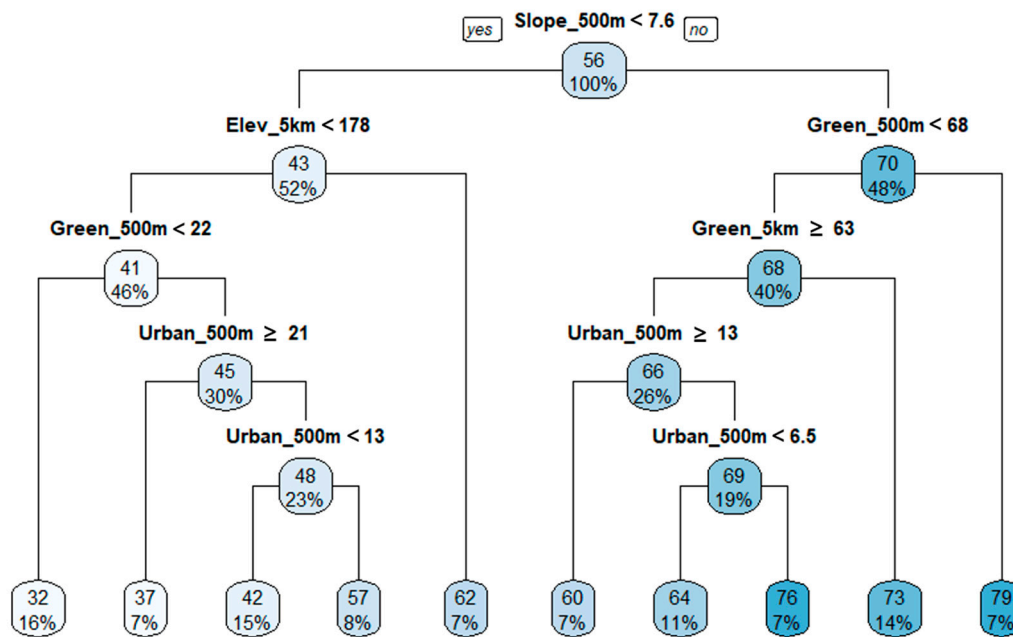 Slope_500m < 7.6
yes no
56
100%
Elev_5km < 178 Green_500m < 68
43 70
52% 48%
Green_500m < 22 Green_5km ≥ 63
41 68
46% 40%
Urban_500m ≥ 21 Urban_500m ≥ 13
45 66
30% 26%
Urban_500m < 13 Urban_500m < 6.5
48 69
23% 19%
32 37 42 57 62 60 64 76 73 79
16% 7% 15% 8% 7% 7% 11% 7% 14% 7%